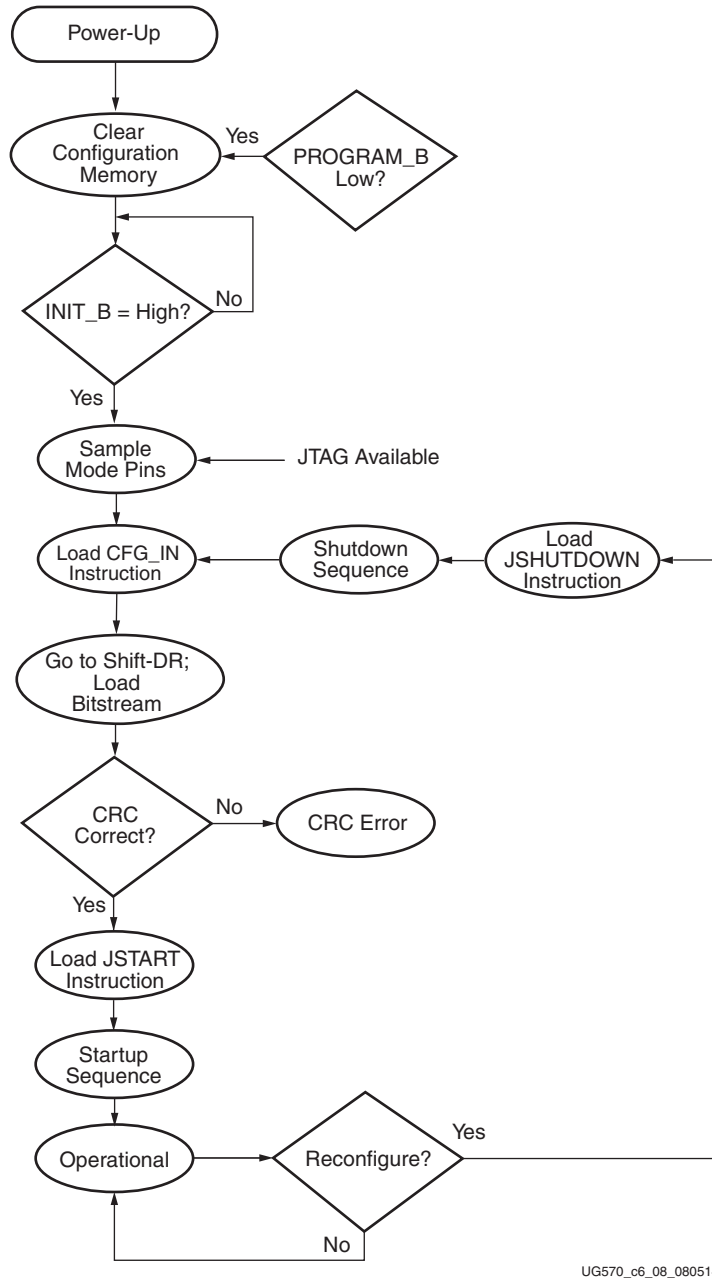 Power-Up
Clear
Configuration
Memory
Yes
PROGRAM_B
Low?
INIT_B = High?
No
Yes
Sample
Mode Pins
JTAG Available
Load CFG_IN
Instruction
Shutdown
Sequence
Load
JSHUTDOWN
Instruction
Go to Shift-DR;
Load
Bitstream
CRC
Correct?
No
CRC Error
Yes
Load JSTART
Instruction
Startup
Sequence
Operational
Reconfigure?
Yes
No
UG570_c6_08_08051